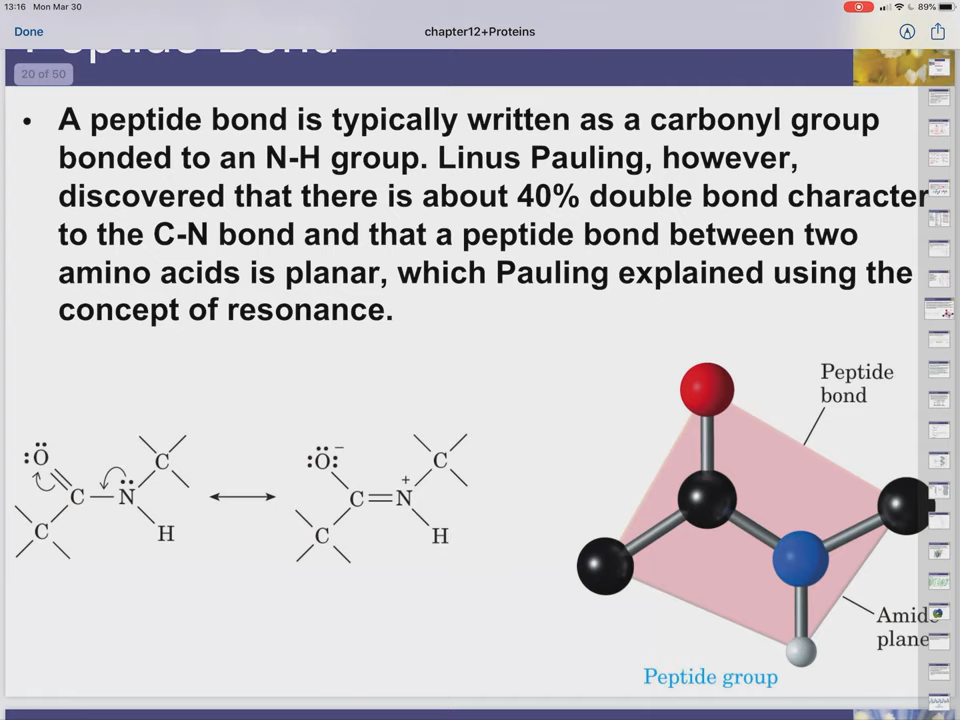 13:16 Mon Mar 30
89%
Done
chapter12+Proteins
Peptide Bond
20 of 50
• A peptide bond is typically written as a carbonyl group
bonded to an N-H group. Linus Pauling, however,
discovered that there is about 40% double bond character
to the C-N bond and that a peptide bond between two
amino acids is planar, which Pauling explained using the
concept of resonance.
Peptide
bond
:O
C
C — N
C
H
:O: −
C
+
C = N
C
H
Amide
plane
Peptide group